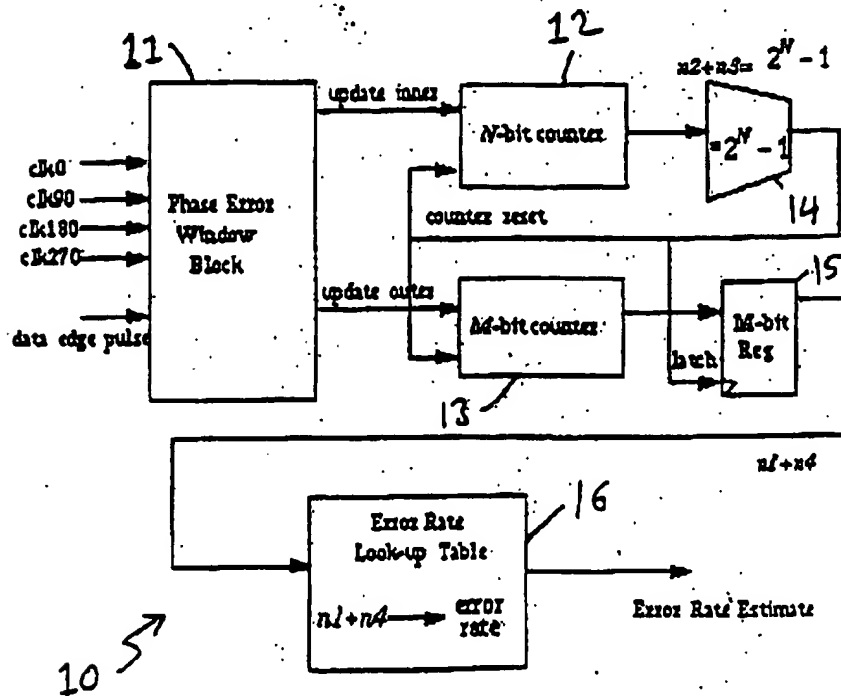 11
12
n2+n3= 2^N - 1
update inner
clk0
clk90
clk180
clk270
Phase Error
Window
Block
N-bit counter
=2^N - 1
14
counter reset
15
update outer
data edge pulse
M-bit counter
M-bit
Reg
latch
13
n1+n4
16
Error Rate
Look-up Table
n1+n4
error
rate
Error Rate Estimate
10